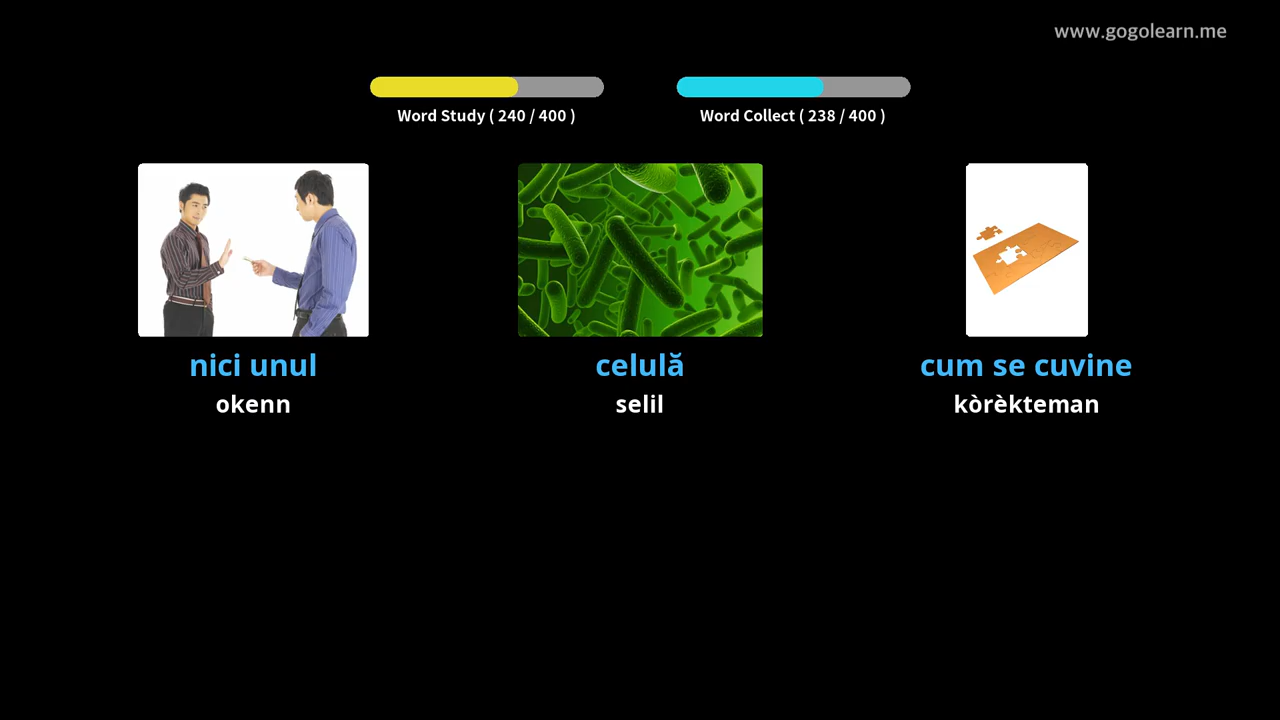 www.gogolearn.me
Word Study ( 240 / 400 )
Word Collect ( 238 / 400 )
nici unul
celulă
cum se cuvine
okenn
selil
kòrèkteman